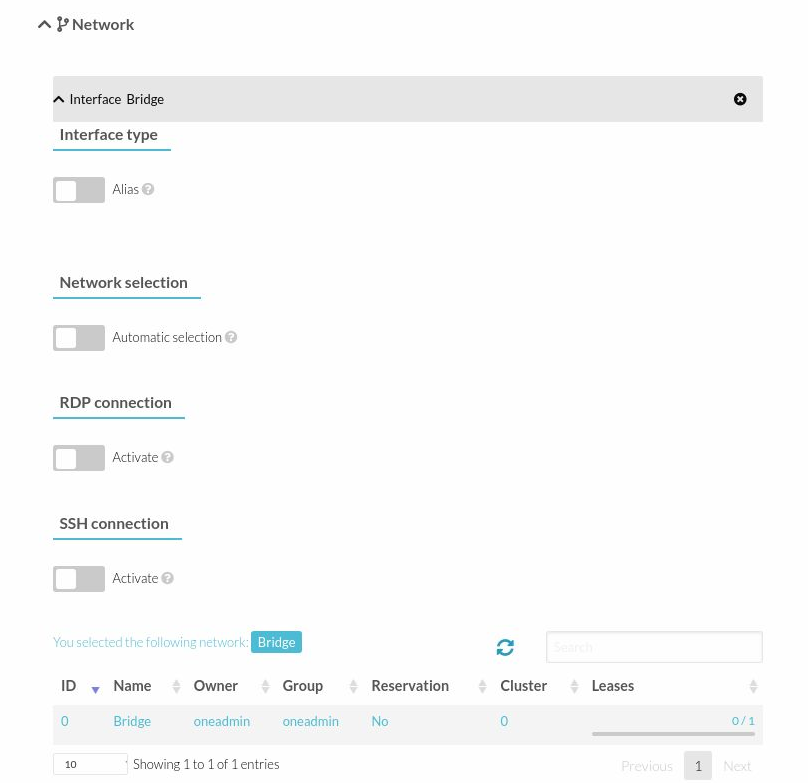 Network
Interface Bridge
Interface type
Alias
Network selection
Automatic selection
RDP connection
Activate
SSH connection
Activate
You selected the following network: Bridge
Search
ID Name Owner Group Reservation Cluster Leases
0 Bridge oneadmin oneadmin No 0 0 / 1
10 Showing 1 to 1 of 1 entries
Previous 1 Next